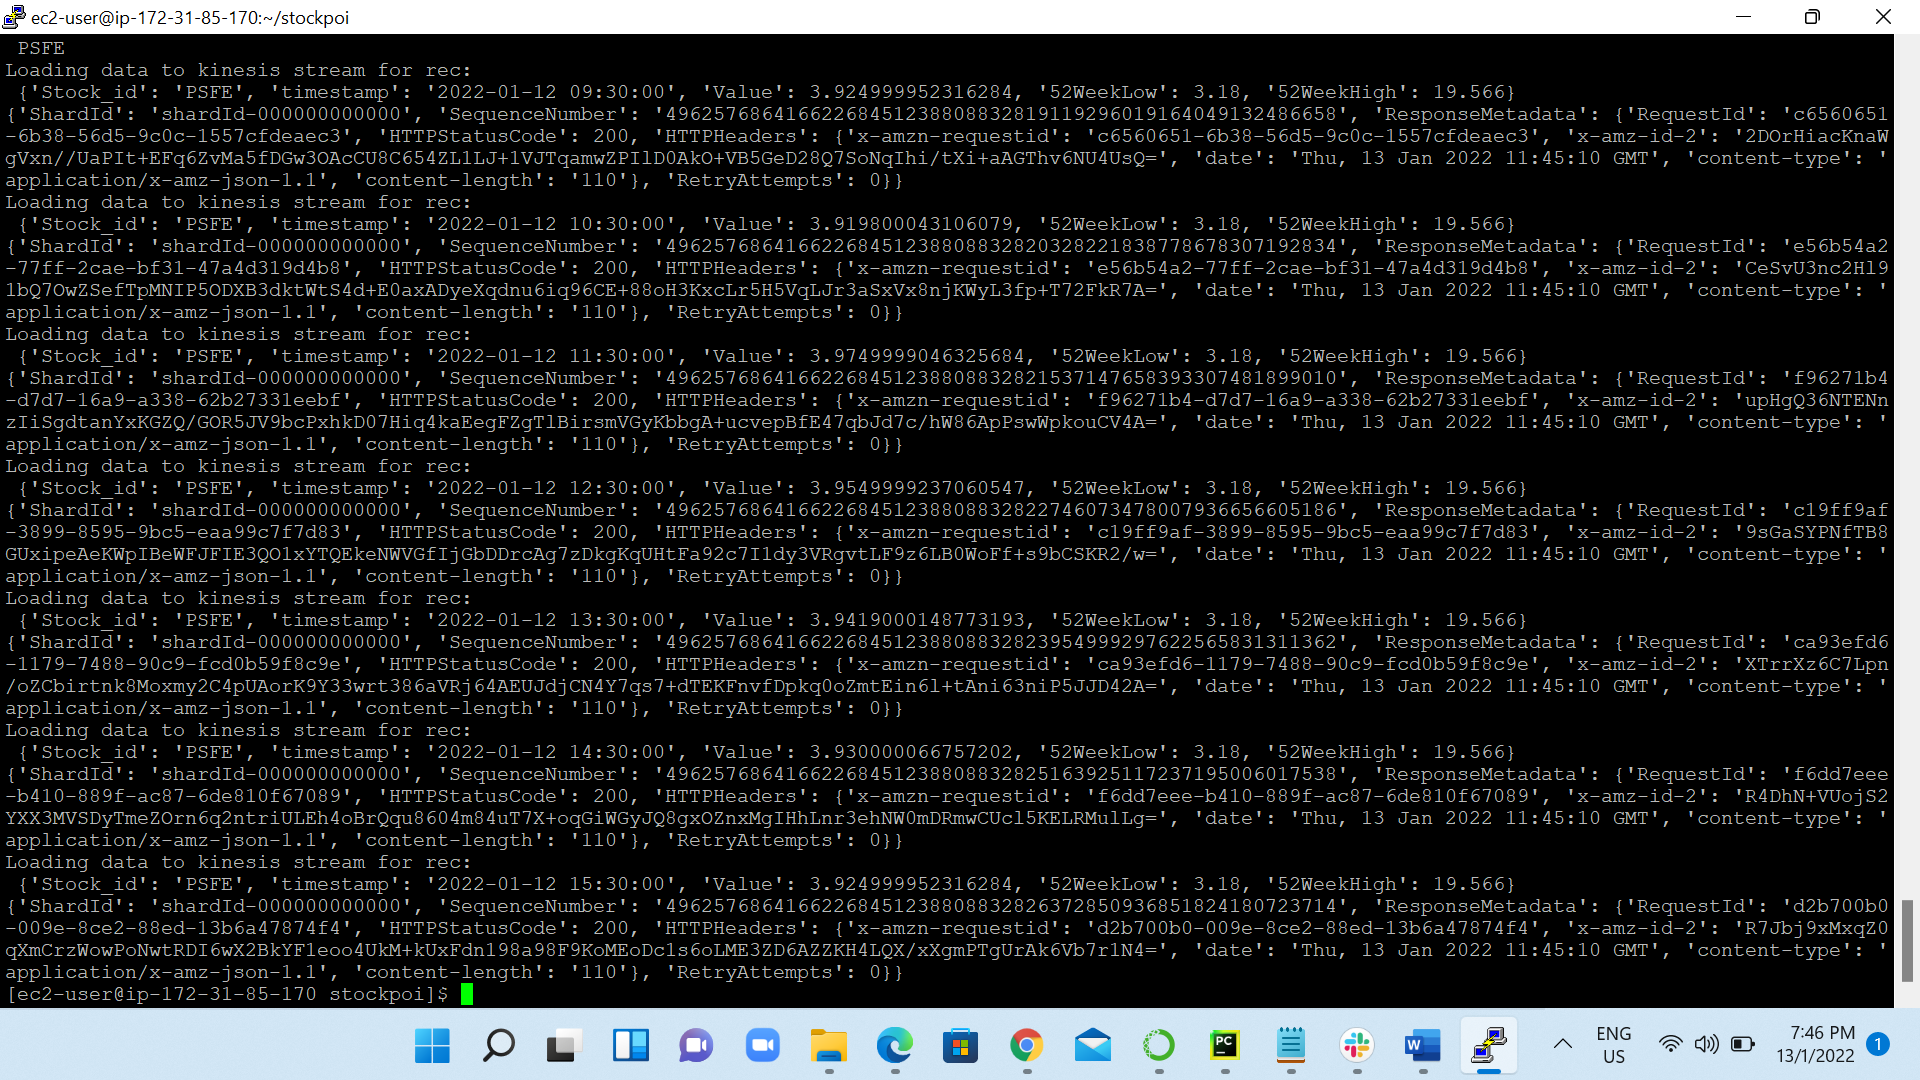 ec2-user@ip-172-31-85-170:~/stockpoi
PSFE
Loading data to kinesis stream for rec:
{'Stock_id': 'PSFE', 'timestamp': '2022-01-12 09:30:00', 'Value': 3.924999952316284, '52WeekLow': 3.18, '52WeekHigh': 19.566}
{'ShardId': 'shardId-000000000000', 'SequenceNumber': '49625768641662268451238808832819119296019164049132486658', 'ResponseMetadata': {'RequestId': 'c6560651
-6b38-56d5-9c0c-1557cfdeaec3', 'HTTPStatusCode': 200, 'HTTPHeaders': {'x-amzn-requestid': 'c6560651-6b38-56d5-9c0c-1557cfdeaec3', 'x-amz-id-2': '2DOrHiacKnaW
gVxn//UaPIt+EFq6ZvMa5fDGw3OAcCU8C654ZL1LJ+1VJTqamwZPIlD0AkO+VB5GeD28Q7SoNqIhi/tXi+aAGThv6NU4UsQ=', 'date': 'Thu, 13 Jan 2022 11:45:10 GMT', 'content-type': '
application/x-amz-json-1.1', 'content-length': '110'}, 'RetryAttempts': 0}}
Loading data to kinesis stream for rec:
{'Stock_id': 'PSFE', 'timestamp': '2022-01-12 10:30:00', 'Value': 3.919800043106079, '52WeekLow': 3.18, '52WeekHigh': 19.566}
{'ShardId': 'shardId-000000000000', 'SequenceNumber': '49625768641662268451238808832820328221838778678307192834', 'ResponseMetadata': {'RequestId': 'e56b54a2
-77ff-2cae-bf31-47a4d319d4b8', 'HTTPStatusCode': 200, 'HTTPHeaders': {'x-amzn-requestid': 'e56b54a2-77ff-2cae-bf31-47a4d319d4b8', 'x-amz-id-2': 'CeSvU3nc2Hl9
lbQ7OwZSefTpMNIP5ODXB3dktWtS4d+E0axADyeXqdnu6iq96CE+88oH3KxcLr5H5VqLJr3aSxVx8njKWyL3fp+T72FkR7A=', 'date': 'Thu, 13 Jan 2022 11:45:10 GMT', 'content-type': '
application/x-amz-json-1.1', 'content-length': '110'}, 'RetryAttempts': 0}}
Loading data to kinesis stream for rec:
{'Stock_id': 'PSFE', 'timestamp': '2022-01-12 11:30:00', 'Value': 3.9749999046325684, '52WeekLow': 3.18, '52WeekHigh': 19.566}
{'ShardId': 'shardId-000000000000', 'SequenceNumber': '49625768641662268451238808832821537147658393307481899010', 'ResponseMetadata': {'RequestId': 'f96271b4
-d7d7-16a9-a338-62b27331eebf', 'HTTPStatusCode': 200, 'HTTPHeaders': {'x-amzn-requestid': 'f96271b4-d7d7-16a9-a338-62b27331eebf', 'x-amz-id-2': 'upHgQ36NTENn
zIiSgdtanYxKGZQ/GOR5JV9bcPxhkD07Hiq4kaEegFZgTlBirsmVGyKbbgA+ucvepBfE47qbJd7c/hW86ApPswWpkouCV4A=', 'date': 'Thu, 13 Jan 2022 11:45:10 GMT', 'content-type': '
application/x-amz-json-1.1', 'content-length': '110'}, 'RetryAttempts': 0}}
Loading data to kinesis stream for rec:
{'Stock_id': 'PSFE', 'timestamp': '2022-01-12 12:30:00', 'Value': 3.9549999237060547, '52WeekLow': 3.18, '52WeekHigh': 19.566}
{'ShardId': 'shardId-000000000000', 'SequenceNumber': '49625768641662268451238808832822746073478007936656605186', 'ResponseMetadata': {'RequestId': 'c19ff9af
-3899-8595-9bc5-eaa99c7f7d83', 'HTTPStatusCode': 200, 'HTTPHeaders': {'x-amzn-requestid': 'c19ff9af-3899-8595-9bc5-eaa99c7f7d83', 'x-amz-id-2': '9sGaSYPNfTB8
GUxipeAeKWpIBeWFJFIE3QO1xYTQEkeNWVGfIjGbDDrcAg7zDkgKqUHtFa92c7I1dy3VRgvtLF9z6LB0WoFf+s9bCSKR2/w=', 'date': 'Thu, 13 Jan 2022 11:45:10 GMT', 'content-type': '
application/x-amz-json-1.1', 'content-length': '110'}, 'RetryAttempts': 0}}
Loading data to kinesis stream for rec:
{'Stock_id': 'PSFE', 'timestamp': '2022-01-12 13:30:00', 'Value': 3.9419000148773193, '52WeekLow': 3.18, '52WeekHigh': 19.566}
{'ShardId': 'shardId-000000000000', 'SequenceNumber': '49625768641662268451238808832823954999297622565831311362', 'ResponseMetadata': {'RequestId': 'ca93efd6
-1179-7488-90c9-fcd0b59f8c9e', 'HTTPStatusCode': 200, 'HTTPHeaders': {'x-amzn-requestid': 'ca93efd6-1179-7488-90c9-fcd0b59f8c9e', 'x-amz-id-2': 'XTrrXz6C7Lpn
/oZCbirtnk8Moxmy2C4pUAorK9Y33wrt386aVRj64AEUJdjCN4Y7qs7+dTEKFnvfDpkq0oZmtEin6l+tAni63niP5JJD42A=', 'date': 'Thu, 13 Jan 2022 11:45:10 GMT', 'content-type': '
application/x-amz-json-1.1', 'content-length': '110'}, 'RetryAttempts': 0}}
Loading data to kinesis stream for rec:
{'Stock_id': 'PSFE', 'timestamp': '2022-01-12 14:30:00', 'Value': 3.930000066757202, '52WeekLow': 3.18, '52WeekHigh': 19.566}
{'ShardId': 'shardId-000000000000', 'SequenceNumber': '49625768641662268451238808832825163925117237195006017538', 'ResponseMetadata': {'RequestId': 'f6dd7eee
-b410-889f-ac87-6de810f67089', 'HTTPStatusCode': 200, 'HTTPHeaders': {'x-amzn-requestid': 'f6dd7eee-b410-889f-ac87-6de810f67089', 'x-amz-id-2': 'R4DhN+VUojS2
YXX3MVSDyTmeZOrn6q2ntriULEh4oBrQqu8604m84uT7X+oqGiWGyJQ8gxOZnxMgIHhLnr3ehNW0mDRmwCUcl5KELRMulLg=', 'date': 'Thu, 13 Jan 2022 11:45:10 GMT', 'content-type': '
application/x-amz-json-1.1', 'content-length': '110'}, 'RetryAttempts': 0}}
Loading data to kinesis stream for rec:
{'Stock_id': 'PSFE', 'timestamp': '2022-01-12 15:30:00', 'Value': 3.924999952316284, '52WeekLow': 3.18, '52WeekHigh': 19.566}
{'ShardId': 'shardId-000000000000', 'SequenceNumber': '49625768641662268451238808832826372850936851824180723714', 'ResponseMetadata': {'RequestId': 'd2b700b0
-009e-8ce2-88ed-13b6a47874f4', 'HTTPStatusCode': 200, 'HTTPHeaders': {'x-amzn-requestid': 'd2b700b0-009e-8ce2-88ed-13b6a47874f4', 'x-amz-id-2': 'R7Jbj9xMxqZ0
qXmCrzWowPoNwtRDI6wX2BkYF1eoo4UkM+kUxFdn198a98F9KoMEoDc1s6oLME3ZD6AZZKH4LQX/xXgmPTgUrAk6Vb7r1N4=', 'date': 'Thu, 13 Jan 2022 11:45:10 GMT', 'content-type': '
application/x-amz-json-1.1', 'content-length': '110'}, 'RetryAttempts': 0}}
[ec2-user@ip-172-31-85-170 stockpoi]$
PC
W
ENG
US
7:46 PM
13/1/2022
1